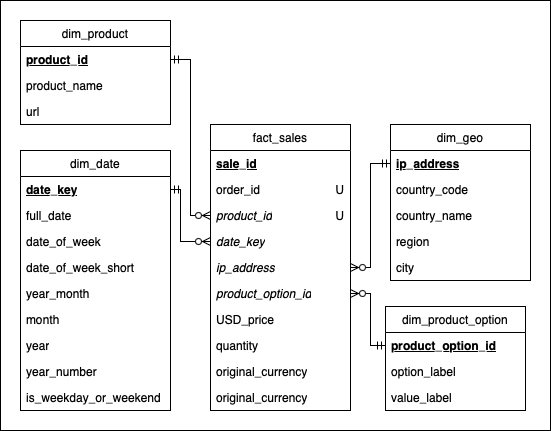 dim_product
product_id
product_name
url
dim_date
date_key
full_date
date_of_week
date_of_week_short
year_month
month
year
year_number
is_weekday_or_weekend
fact_sales
sale_id
order_id U
product_id U
date_key
ip_address
product_option_id
USD_price
quantity
original_currency
original_currency
dim_geo
ip_address
country_code
country_name
region
city
dim_product_option
product_option_id
option_label
value_label